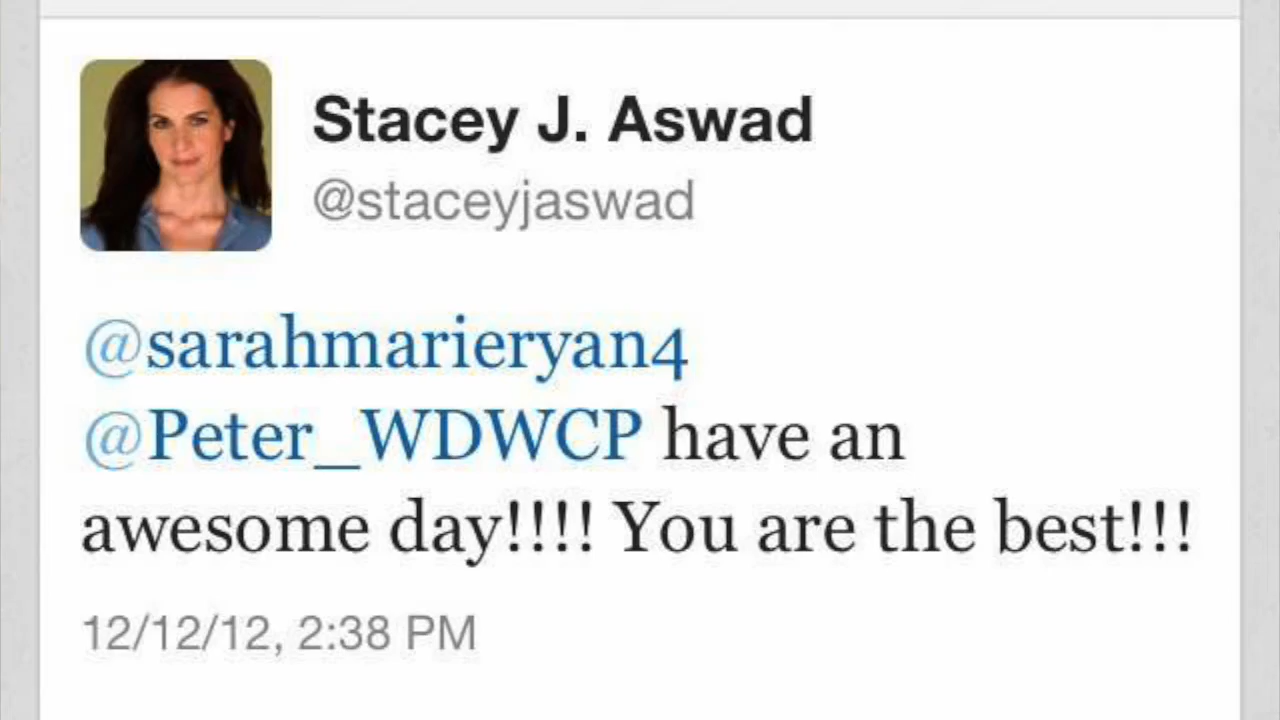 Stacey J. Aswad
@staceyjaswad
@sarahmarieryan4
@Peter_WDWCP have an
awesome day!!!! You are the best!!!
12/12/12, 2:38 PM